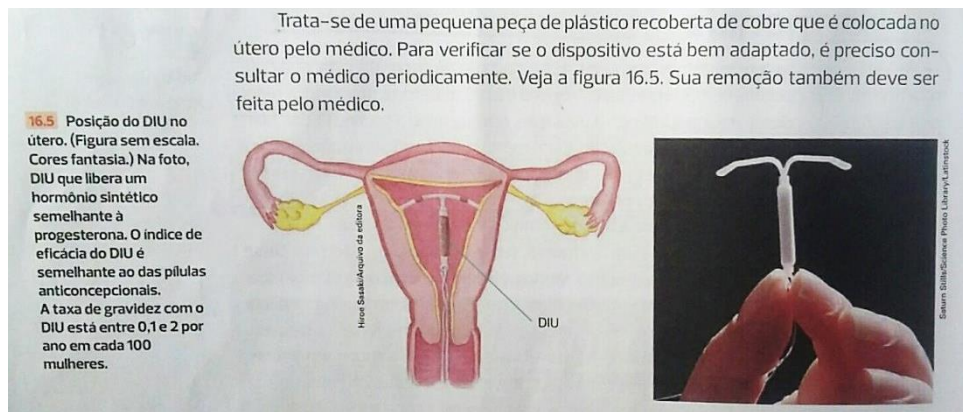 Trata-se de uma pequena peça de plástico recoberta de cobre que é colocada no
útero pelo médico. Para verificar se o dispositivo está bem adaptado, é preciso con-
sultar o médico periodicamente. Veja a figura 16.5. Sua remoção também deve ser
feita pelo médico.
16.5 Posição do DIU no
útero. (Figura sem escala.
Cores fantasia.) Na foto,
DIU que libera um
hormônio sintético
semelhante à
progesterona. O índice de
eficácia do DIU é
semelhante ao das pílulas
anticoncepcionais.
A taxa de gravidez com o
DIU está entre 0,1 e 2 por
ano em cada 100
mulheres.
Hiroe Sasaki/Arquivo da editora
DIU
Saturn Stills/Science Photo Library/Latinstock